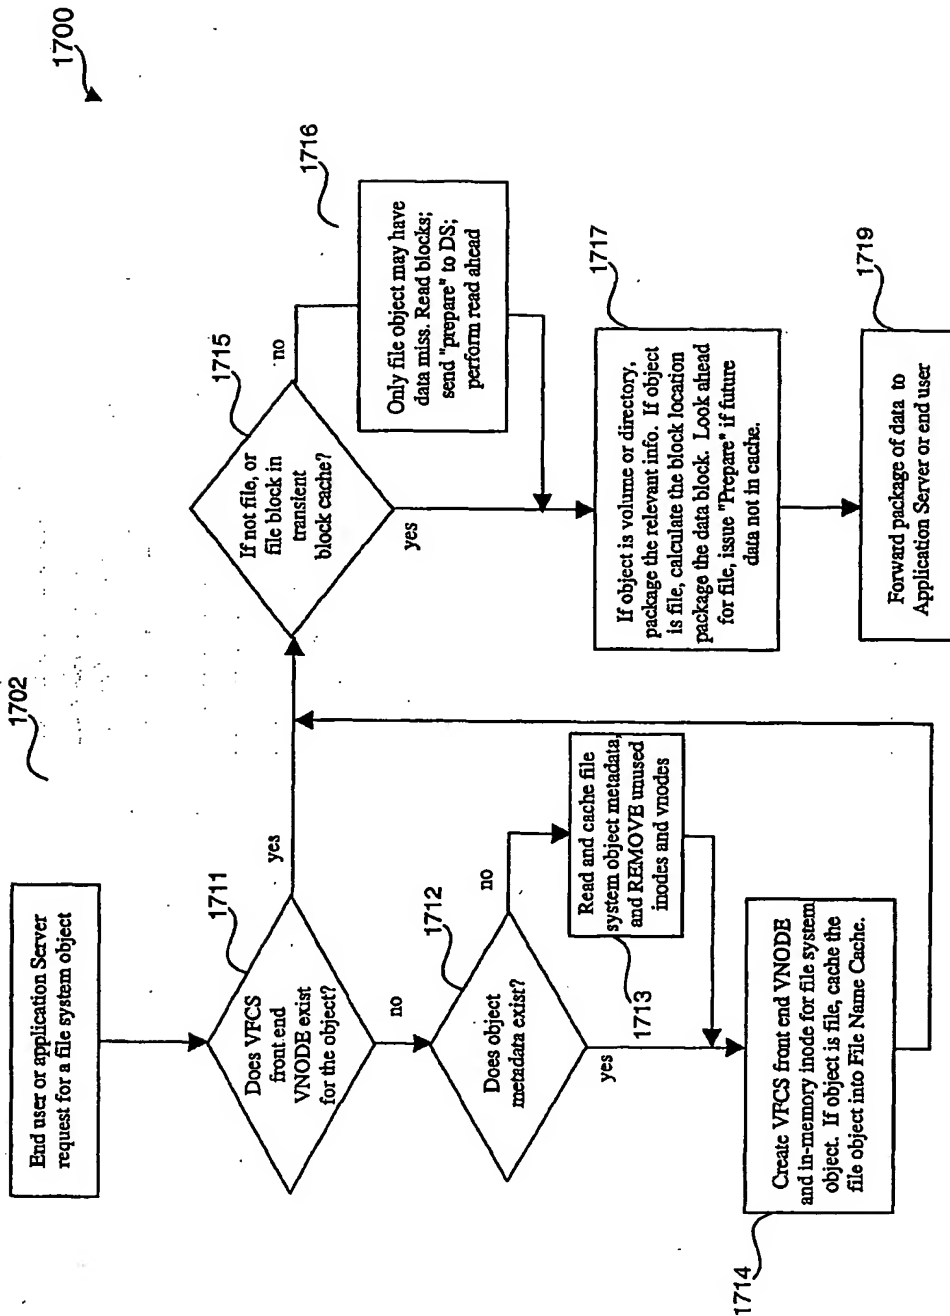 1700
1702
End user or application Server
request for a file system object
1711
Does VFCS
front end
VNODE exist
for the object?
yes
no
1712
Does object
metadata exist?
no
yes
1713
Read and cache file
system object metadata,
and REMOVE unused
inodes and vnodes
1714
Create VFCS front end VNODE
and in-memory inode for file system
object. If object is file, cache the
file object into File Name Cache.
1715
If not file, or
file block in
transient
block cache?
no
yes
1716
Only file object may have
data miss. Read blocks;
send "prepare" to DS;
perform read ahead
1717
If object is volume or directory,
package the relevant info. If object
is file, calculate the block location
package the data block. Look ahead
for file, issue "Prepare" if future
data not in cache.
1719
Forward package of data to
Application Server or end user